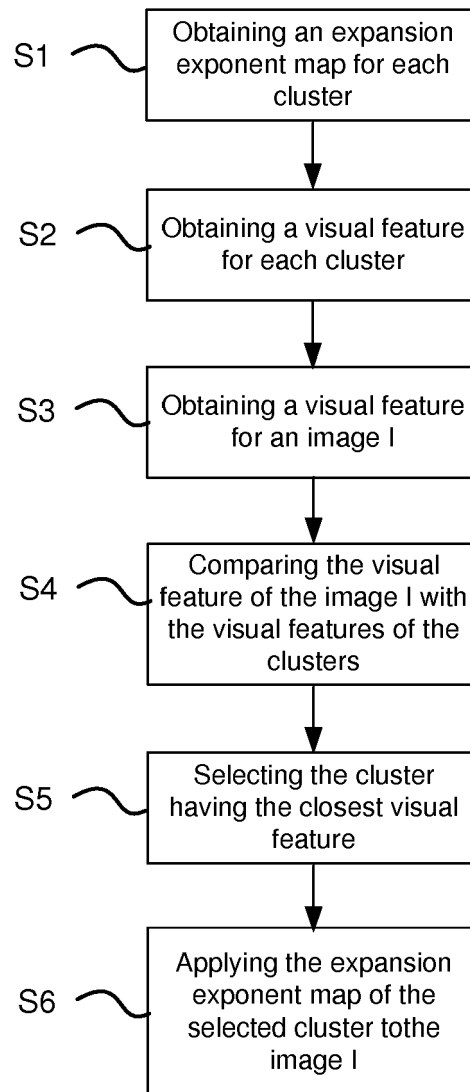 S1
Obtaining an expansion
exponent map for each
cluster
S2
Obtaining a visual feature
for each cluster
S3
Obtaining a visual feature
for an image I
S4
Comparing the visual
feature of the image I with
the visual features of the
clusters
S5
Selecting the cluster
having the closest visual
feature
S6
Applying the expansion
exponent map of the
selected cluster tothe
image I